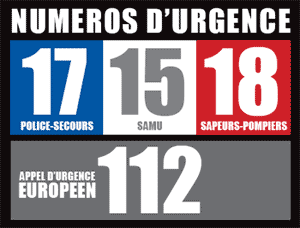 NUMEROS D'URGENCE
17 15 18
POLICE-SECOURS SAMU SAPEURS-POMPIERS
APPEL D'URGENCE
EUROPEEN
112